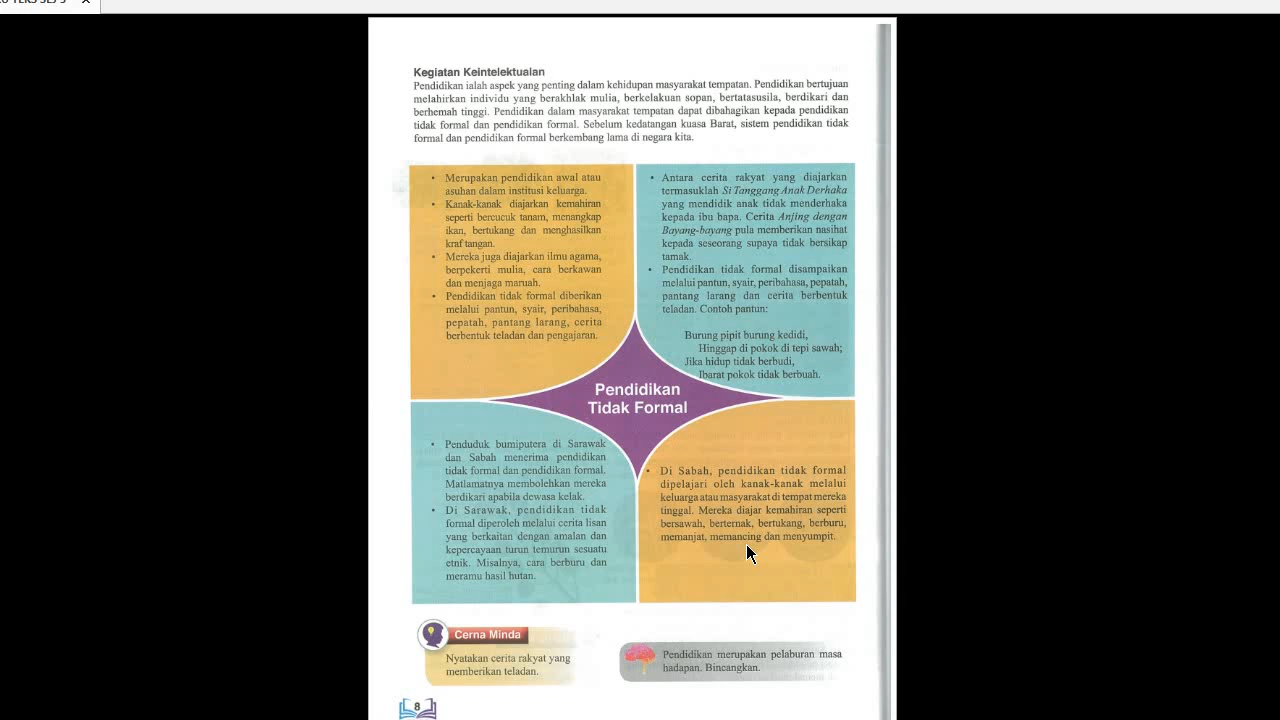 Kegiatan Keintelektualan
Pendidikan ialah aspek yang penting dalam kehidupan masyarakat tempatan. Pendidikan bertujuan
melahirkan individu yang berakhlak mulia, berkelakuan sopan, bertatasusila, berdikari dan
berhemah tinggi. Pendidikan dalam masyarakat tempatan dapat dibahagikan kepada pendidikan
tidak formal dan pendidikan formal. Sebelum kedatangan kuasa Barat, sistem pendidikan tidak
formal dan pendidikan formal berkembang lama di negara kita.
• Merupakan pendidikan awal atau
asuhan dalam institusi keluarga.
• Kanak-kanak diajarkan kemahiran
seperti bercucuk tanam, menangkap
ikan, bertukang dan menghasilkan
kraf tangan.
• Mereka juga diajarkan ilmu agama,
berpekerti mulia, cara berkawan
dan menjaga maruah.
• Pendidikan tidak formal diberikan
melalui pantun, syair, peribahasa,
pepatah, pantang larang, cerita
berbentuk teladan dan pengajaran.
• Antara cerita rakyat yang diajarkan
termasuklah Si Tanggang Anak Derhaka
yang mendidik anak tidak menderhaka
kepada ibu bapa. Cerita Anjing dengan
Bayang-bayang pula memberikan nasihat
kepada seseorang supaya tidak bersikap
tamak.
• Pendidikan tidak formal disampaikan
melalui pantun, syair, peribahasa, pepatah,
pantang larang dan cerita berbentuk
teladan. Contoh pantun:
Burung pipit burung kedidi,
Hinggap di pokok di tepi sawah;
Jika hidup tidak berbudi,
Ibarat pokok tidak berbuah.
Pendidikan
Tidak Formal
• Penduduk bumiputera di Sarawak
dan Sabah menerima pendidikan
tidak formal dan pendidikan formal.
Matlamatnya membolehkan mereka
berdikari apabila dewasa kelak.
• Di Sarawak, pendidikan tidak
formal diperoleh melalui cerita lisan
yang berkaitan dengan amalan dan
kepercayaan turun temurun sesuatu
etnik. Misalnya, cara berburu dan
meramu hasil hutan.
• Di Sabah, pendidikan tidak formal
dipelajari oleh kanak-kanak melalui
keluarga atau masyarakat di tempat mereka
tinggal. Mereka diajar kemahiran seperti
bersawah, berternak, bertukang, berburu,
memanjat, memancing dan menyumpit.
Cerna Minda
Nyatakan cerita rakyat yang
memberikan teladan.
Pendidikan merupakan pelaburan masa
hadapan. Bincangkan.
8